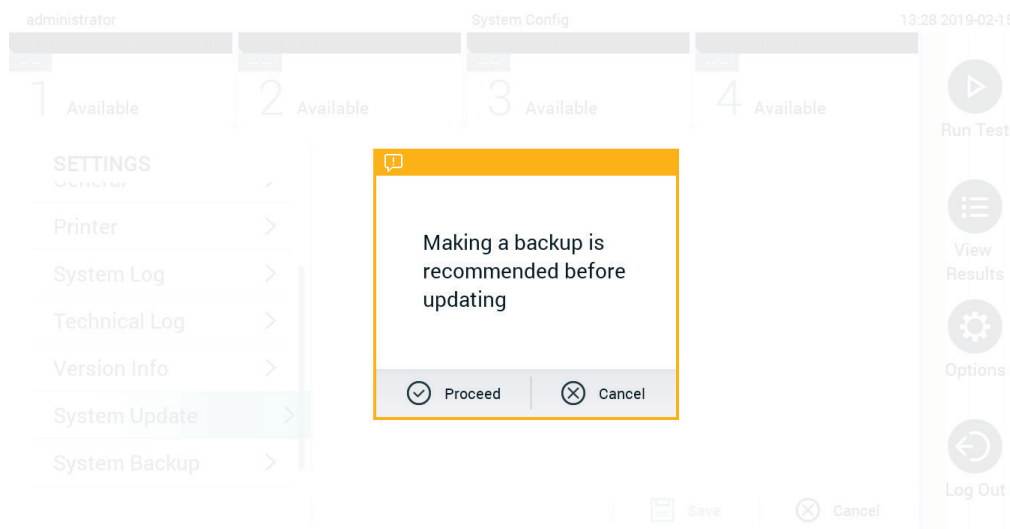 administrator System Config 13:28 2019-02-15
1 Available 2 Available 3 Available 4 Available
Run Test
SETTINGS
General
Printer
System Log
Technical Log
Version Info
System Update
System Backup
Making a backup is
recommended before
updating
Proceed Cancel
View
Results
Options
Log Out
Save Cancel